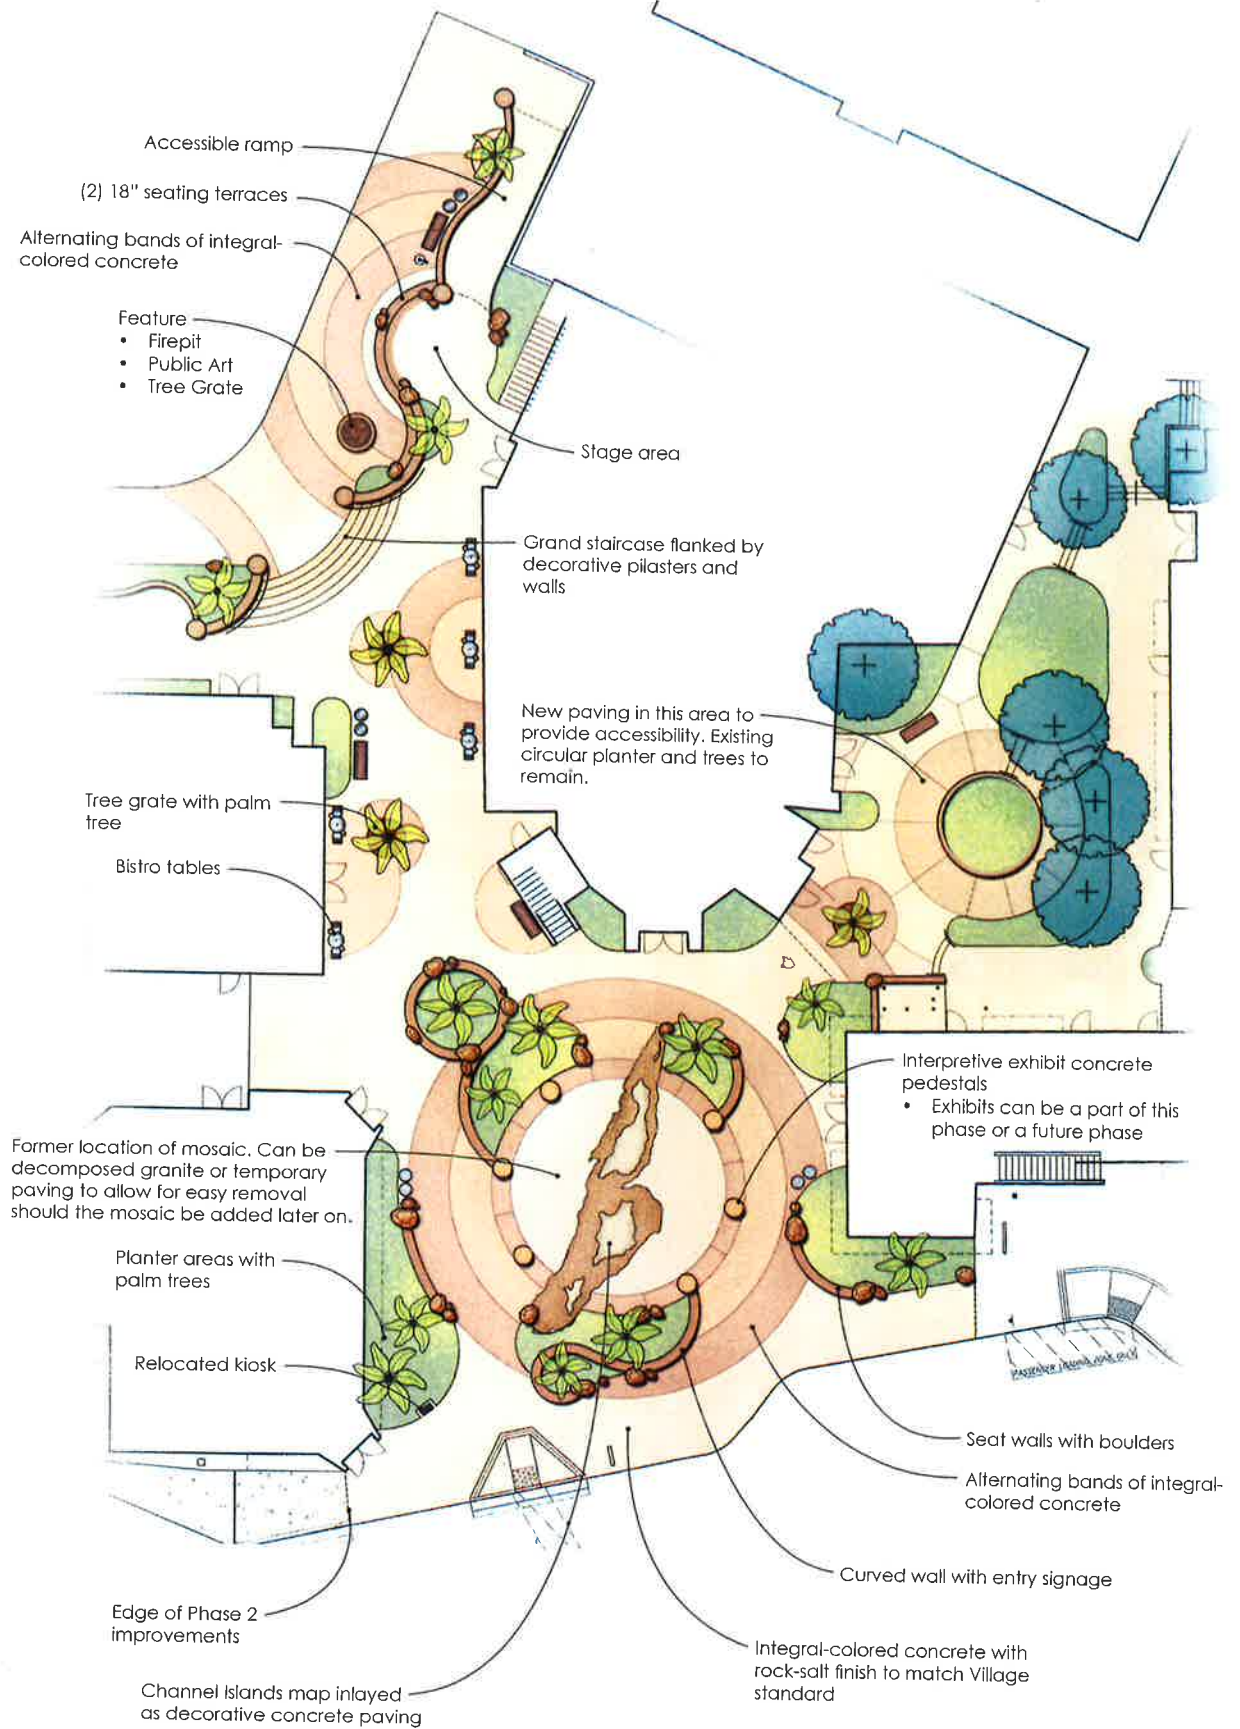 Accessible ramp
(2) 18" seating terraces
Alternating bands of integral-
colored concrete
Feature
• Firepit
• Public Art
• Tree Grate
Stage area
Grand staircase flanked by
decorative pilasters and
walls
New paving in this area to
provide accessibility. Existing
circular planter and trees to
remain.
Tree grate with palm
tree
Bistro tables
Interpretive exhibit concrete
pedestals
• Exhibits can be a part of this
phase or a future phase
Former location of mosaic. Can be
decomposed granite or temporary
paving to allow for easy removal
should the mosaic be added later on.
Planter areas with
palm trees
Relocated kiosk
PASSENGER LOADING ZONE ONLY
Seat walls with boulders
Alternating bands of integral-
colored concrete
Curved wall with entry signage
Edge of Phase 2
improvements
Integral-colored concrete with
rock-salt finish to match Village
standard
Channel Islands map inlayed
as decorative concrete paving